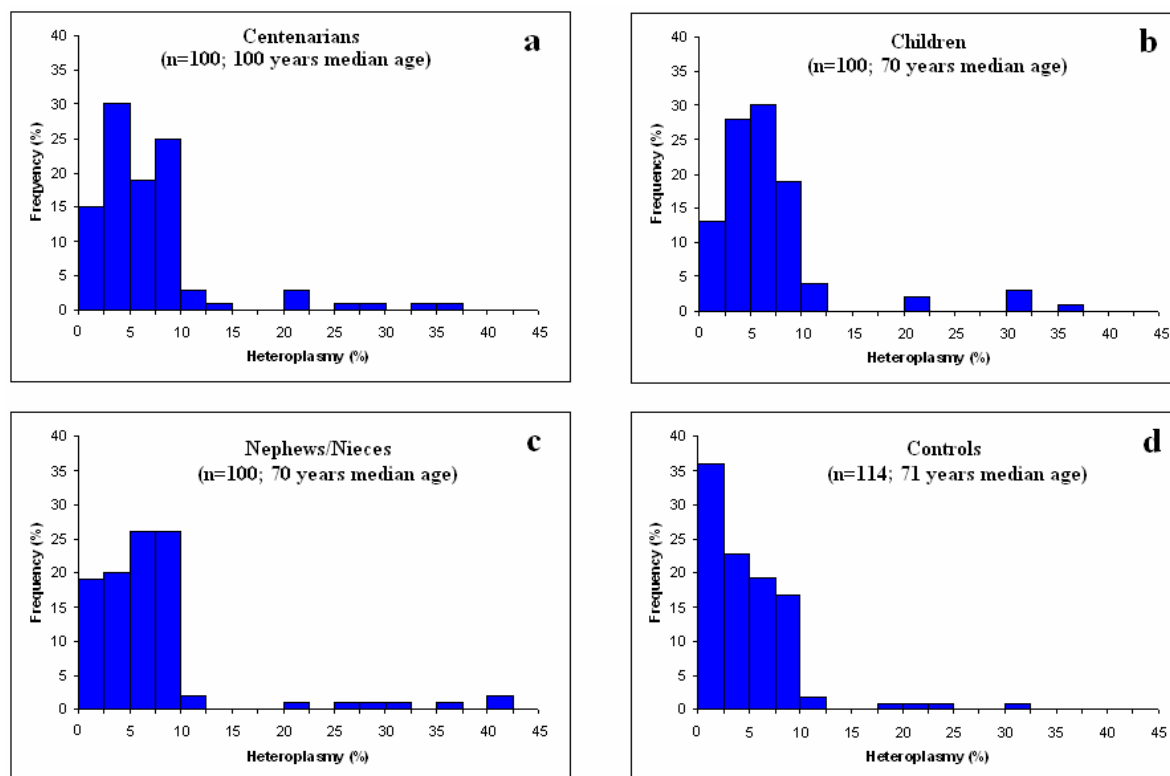 Centenarians
(n=100; 100 years median age)
a
40
35
30
25
20
15
10
5
0
Freqyency (%)
0 5 10 15 20 25 30 35 40 45
Heteroplasmy (%)
Children
(n=100; 70 years median age)
b
40
35
30
25
20
15
10
5
0
Frequency (%)
0 5 10 15 20 25 30 35 40 45
Heteroplasmy (%)
Nephews/Nieces
(n=100; 70 years median age)
c
40
35
30
25
20
15
10
5
0
Frequency (%)
0 5 10 15 20 25 30 35 40 45
Heteroplasmy (%)
Controls
(n=114; 71 years median age)
d
40
35
30
25
20
15
10
5
0
Frequency (%)
0 5 10 15 20 25 30 35 40 45
Heteroplasmy (%)